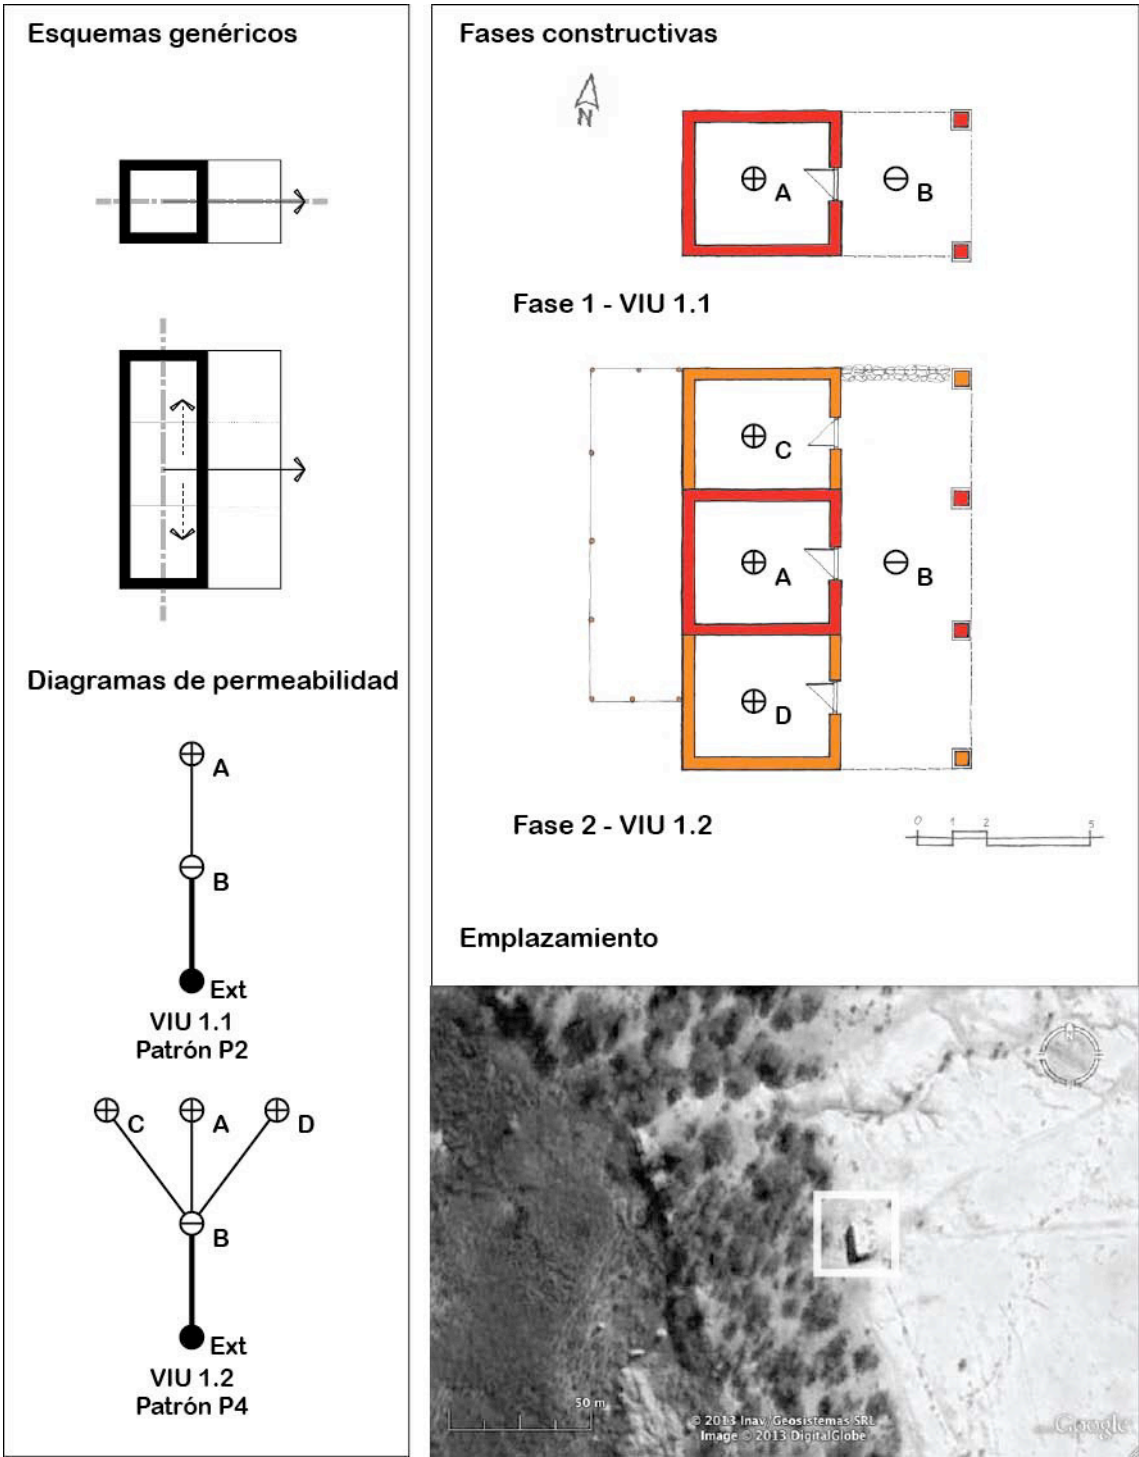 Esquemas genéricos
Diagramas de permeabilidad
A
B
Ext
VIU 1.1
Patrón P2
C
A
D
B
Ext
VIU 1.2
Patrón P4
Fases constructivas
N
A
B
Fase 1 - VIU 1.1
C
A
B
D
Fase 2 - VIU 1.2
0 1 2 5
Emplazamiento
N
50 m
© 2013 Inav/Geosistemas SRL
Image © 2013 DigitalGlobe
Google